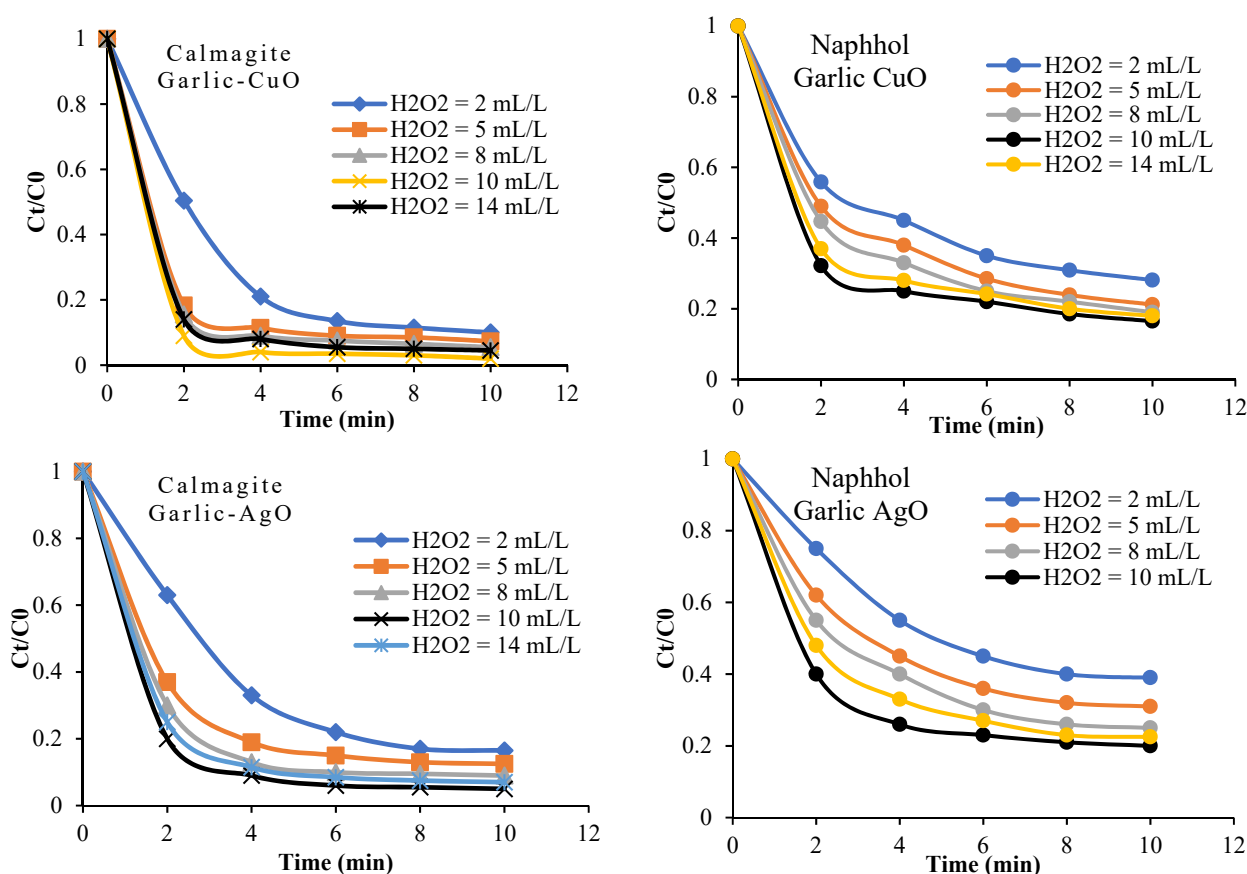 Calmagite
Garlic-CuO
H2O2 = 2 mL/L
H2O2 = 5 mL/L
H2O2 = 8 mL/L
H2O2 = 10 mL/L
H2O2 = 14 mL/L
1
0.8
0.6
0.4
0.2
0
0 2 4 6 8 10 12
Ct/C0
Time (min)
Naphhol
Garlic CuO
H2O2 = 2 mL/L
H2O2 = 5 mL/L
H2O2 = 8 mL/L
H2O2 = 10 mL/L
H2O2 = 14 mL/L
1
0.8
0.6
0.4
0.2
0
0 2 4 6 8 10 12
Ct/C0
Time (min)
Calmagite
Garlic-AgO
H2O2 = 2 mL/L
H2O2 = 5 mL/L
H2O2 = 8 mL/L
H2O2 = 10 mL/L
H2O2 = 14 mL/L
1
0.8
0.6
0.4
0.2
0
0 2 4 6 8 10 12
Ct/C0
Time (min)
Naphhol
Garlic AgO
H2O2 = 2 mL/L
H2O2 = 5 mL/L
H2O2 = 8 mL/L
H2O2 = 10 mL/L
1
0.8
0.6
0.4
0.2
0
0 2 4 6 8 10 12
Ct/C0
Time (min)